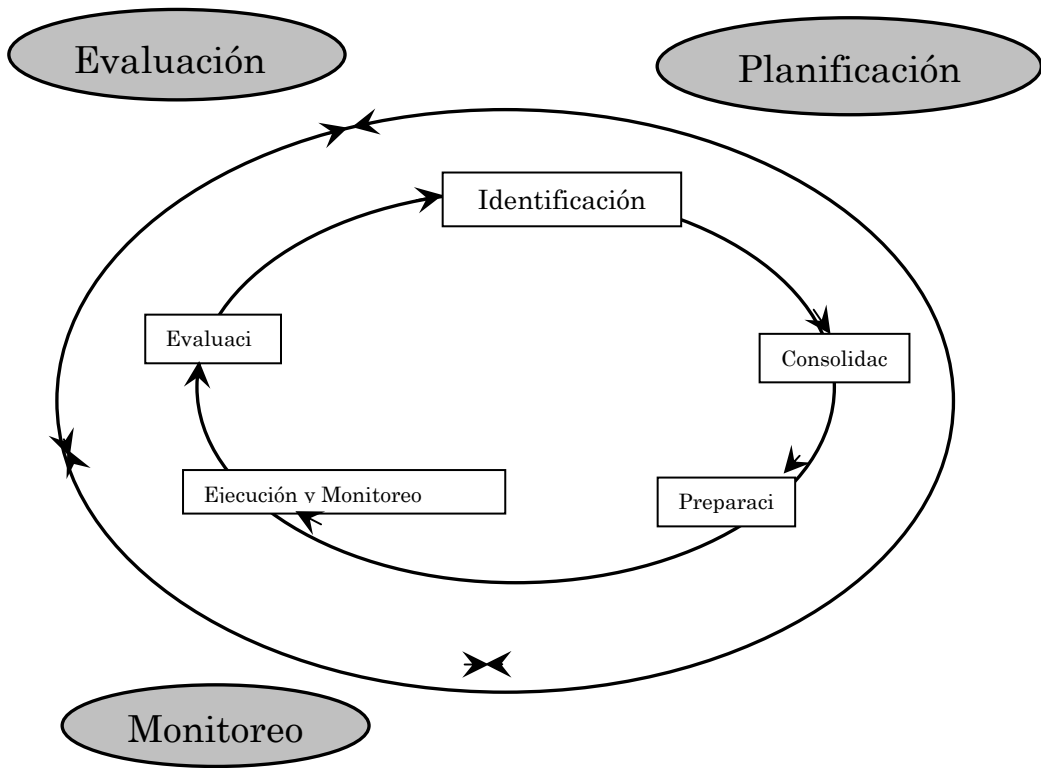 Evaluación
Planificación
Identificación
Evaluaci
Consolidac
Ejecución y Monitoreo
Preparaci
Monitoreo